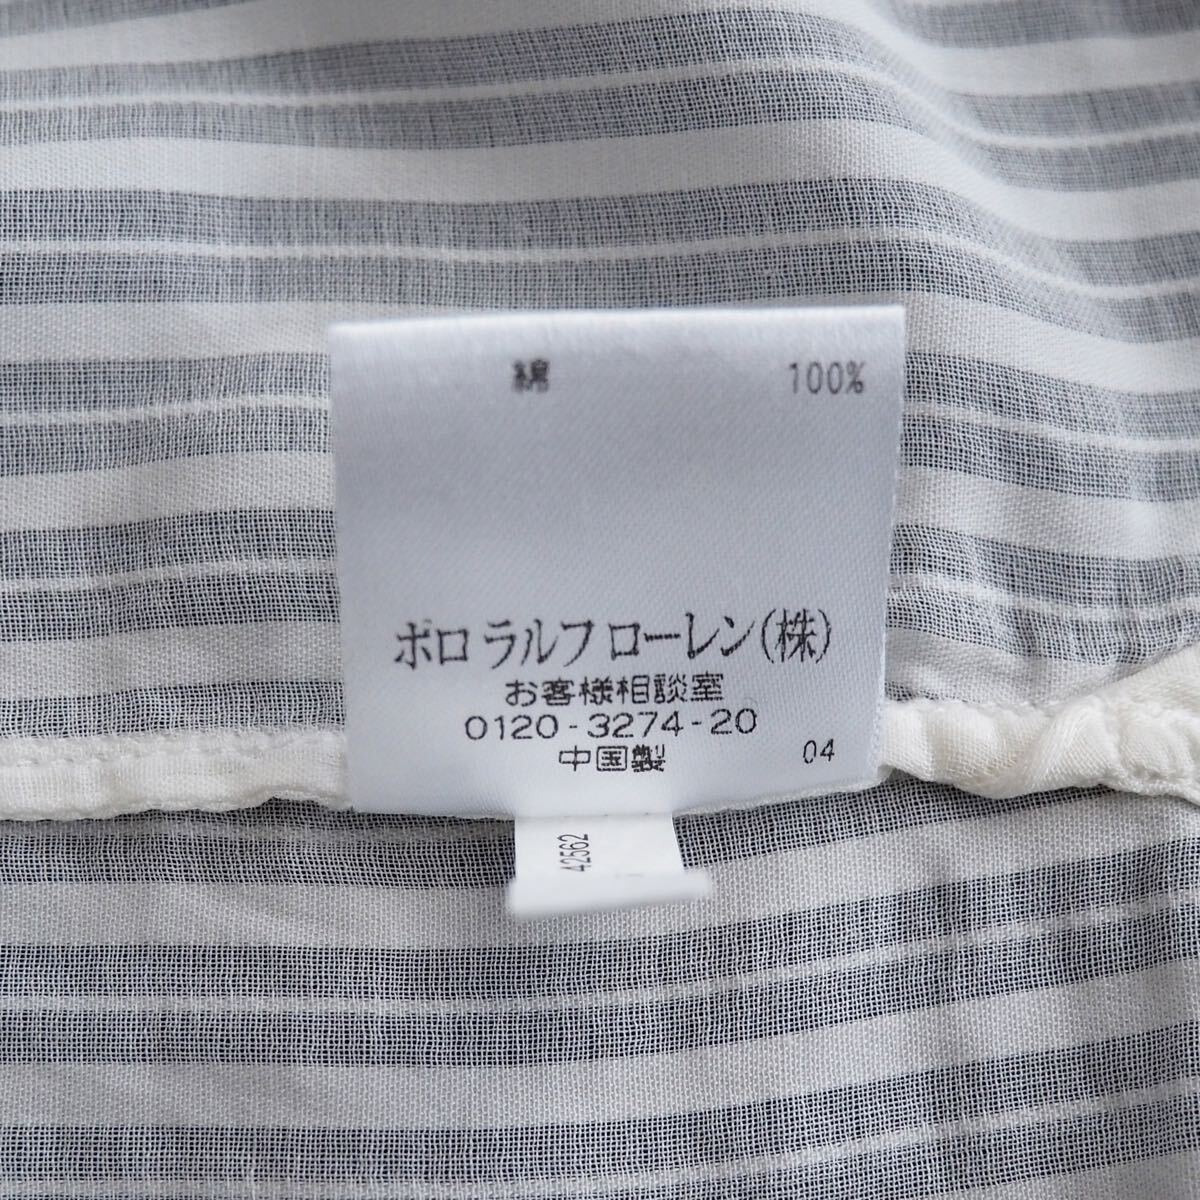 綿 100%
ポロ ラルフ ローレン(株)
お客様相談室
0120-3274-20
中国製 04
42562